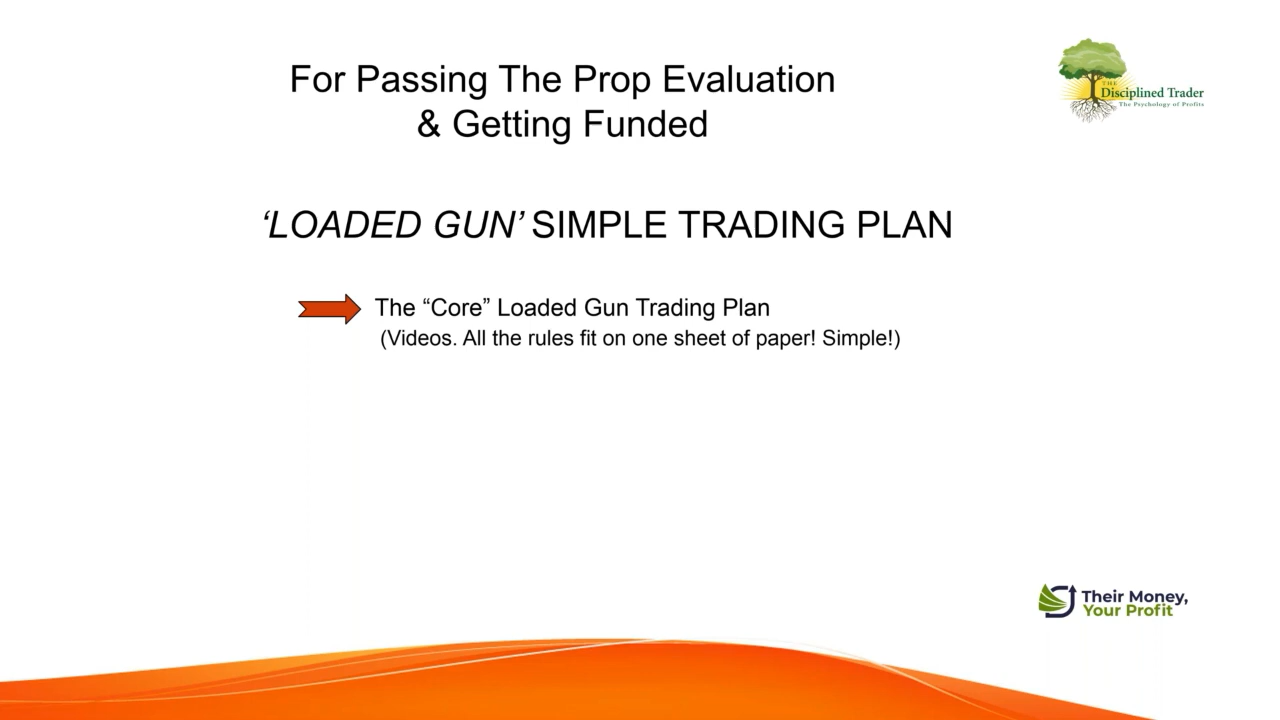 For Passing The Prop Evaluation
& Getting Funded
THE
Disciplined Trader
The Psychology of Profits
‘LOADED GUN’ SIMPLE TRADING PLAN
The “Core” Loaded Gun Trading Plan
(Videos. All the rules fit on one sheet of paper! Simple!)
Their Money,
Your Profit